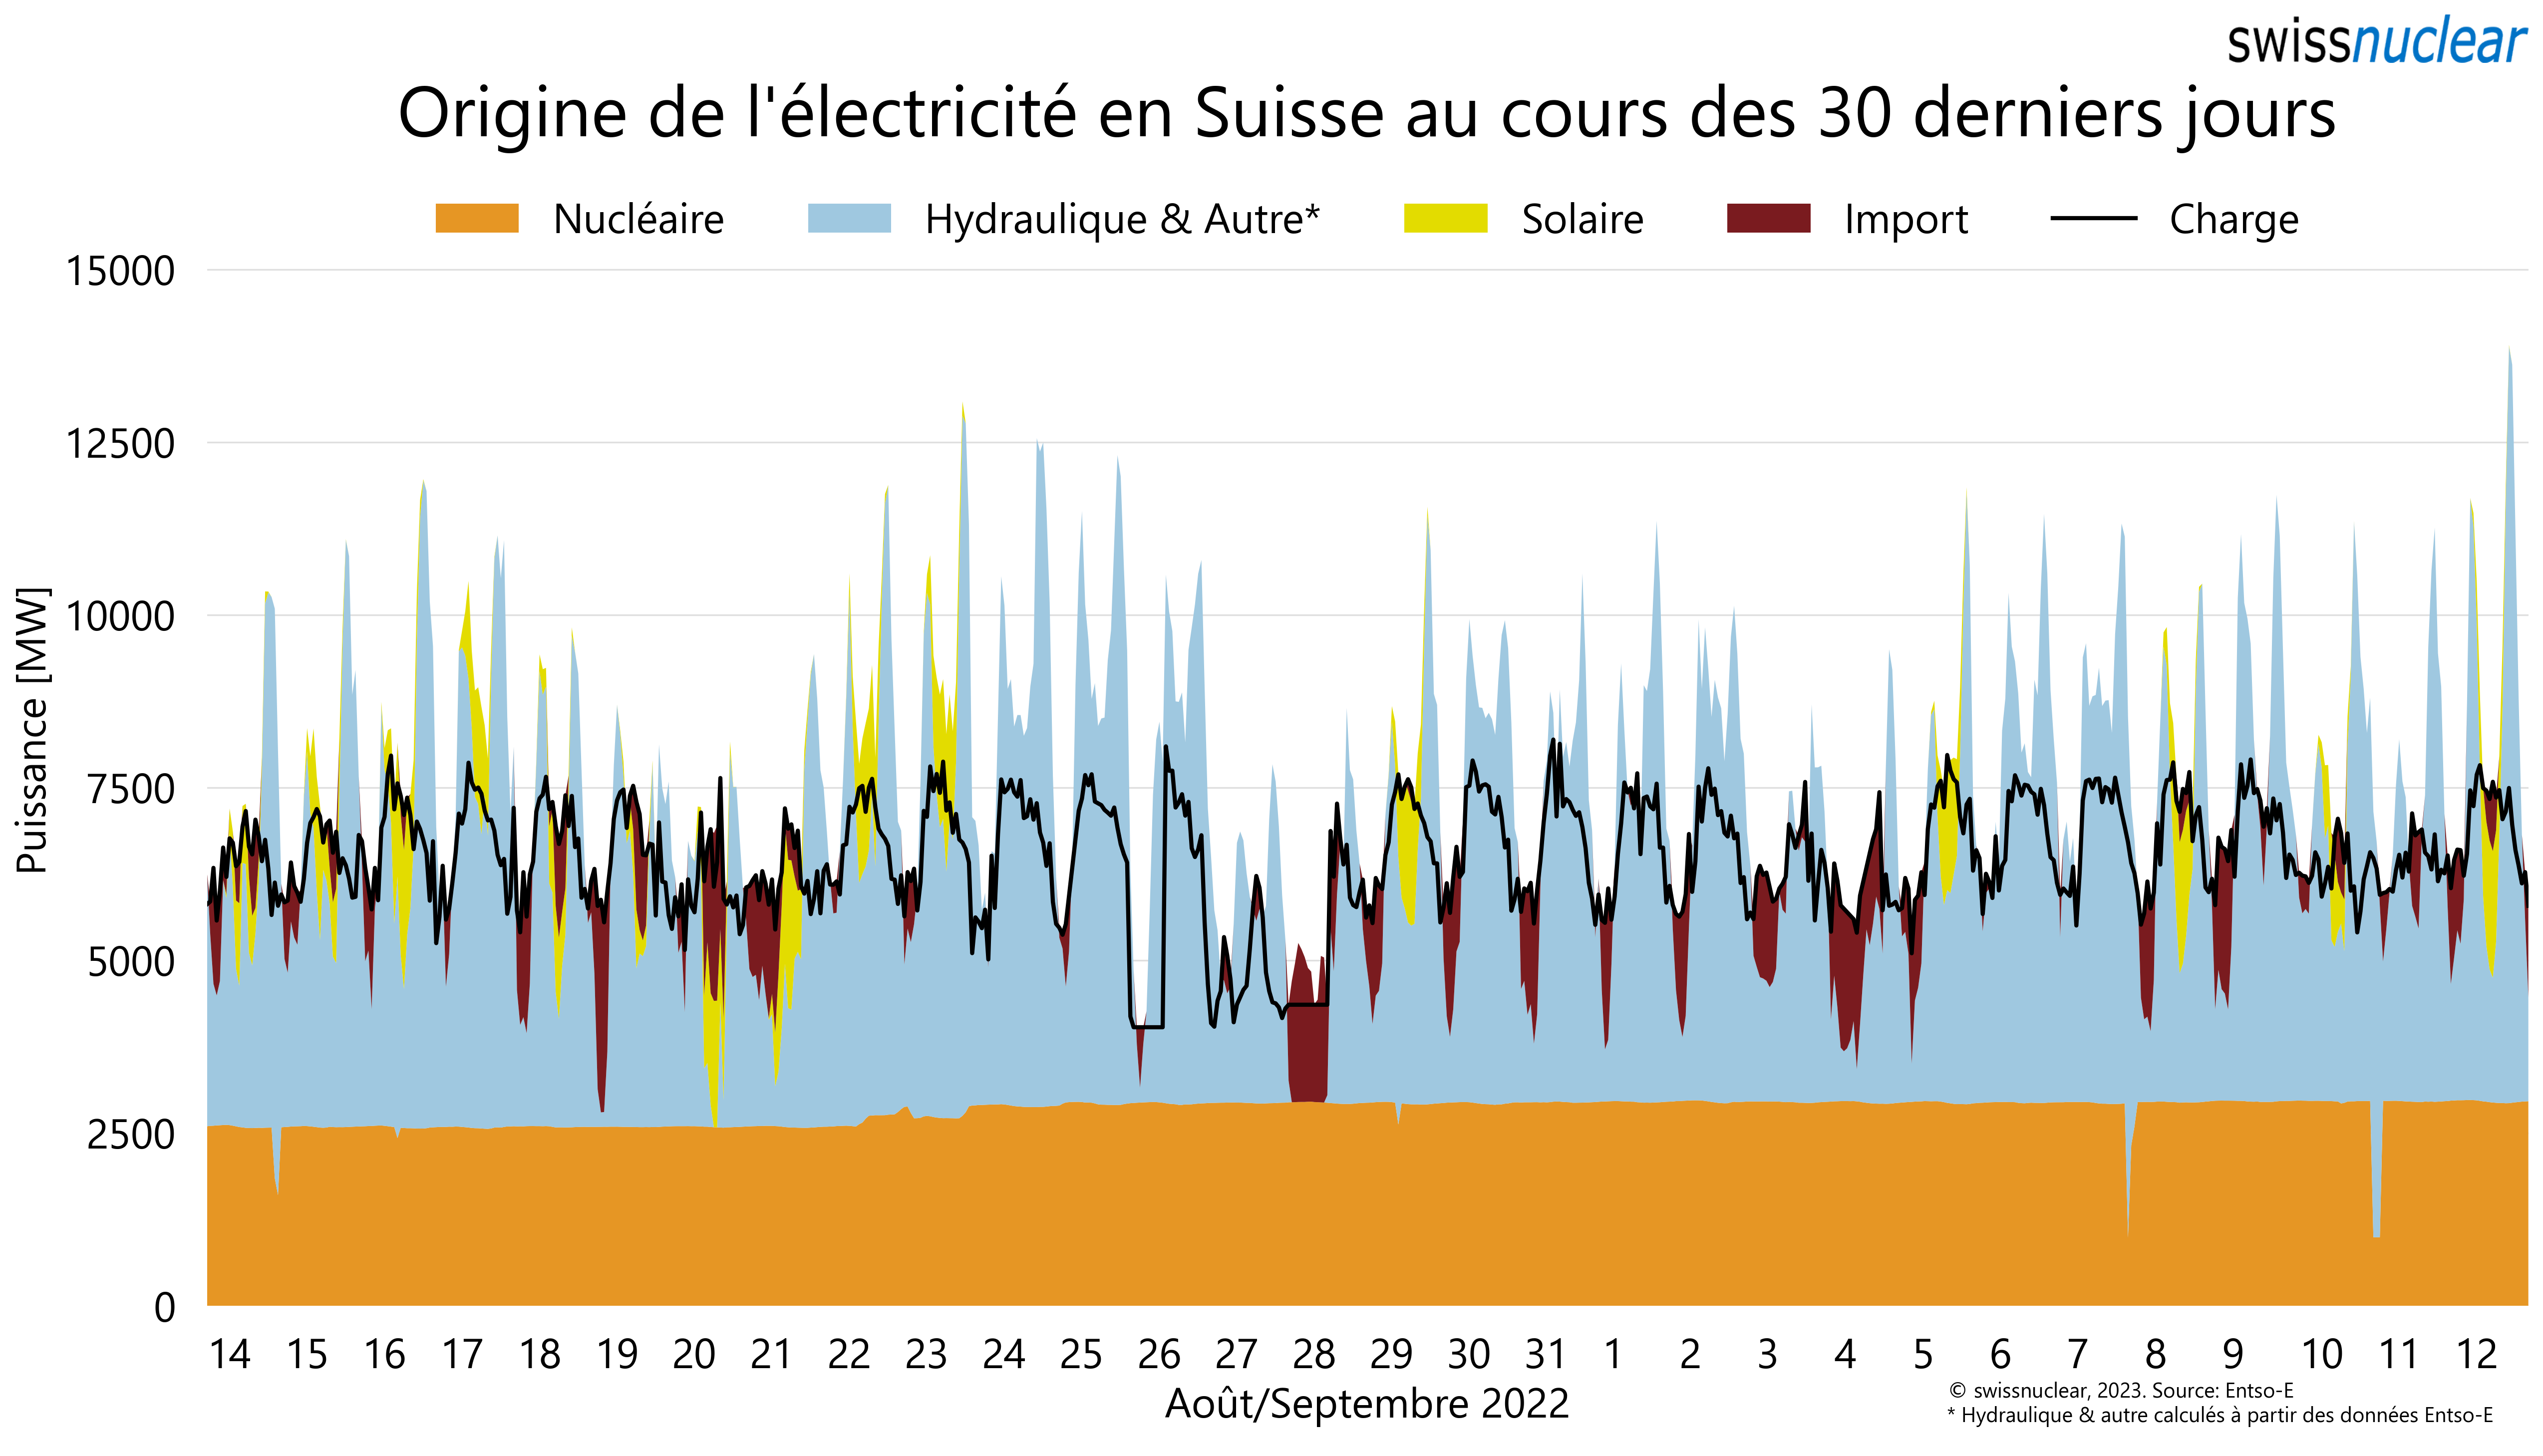 swissnuclear
Origine de l'électricité en Suisse au cours des 30 derniers jours
Nucléaire Hydraulique & Autre* Solaire Import Charge
15000
12500
10000
7500
5000
2500
0
Puissance [MW]
14 15 16 17 18 19 20 21 22 23 24 25 26 27 28 29 30 31 1 2 3 4 5 6 7 8 9 10 11 12
Août/Septembre 2022
© swissnuclear, 2023. Source: Entso-E
* Hydraulique & autre calculés à partir des données Entso-E